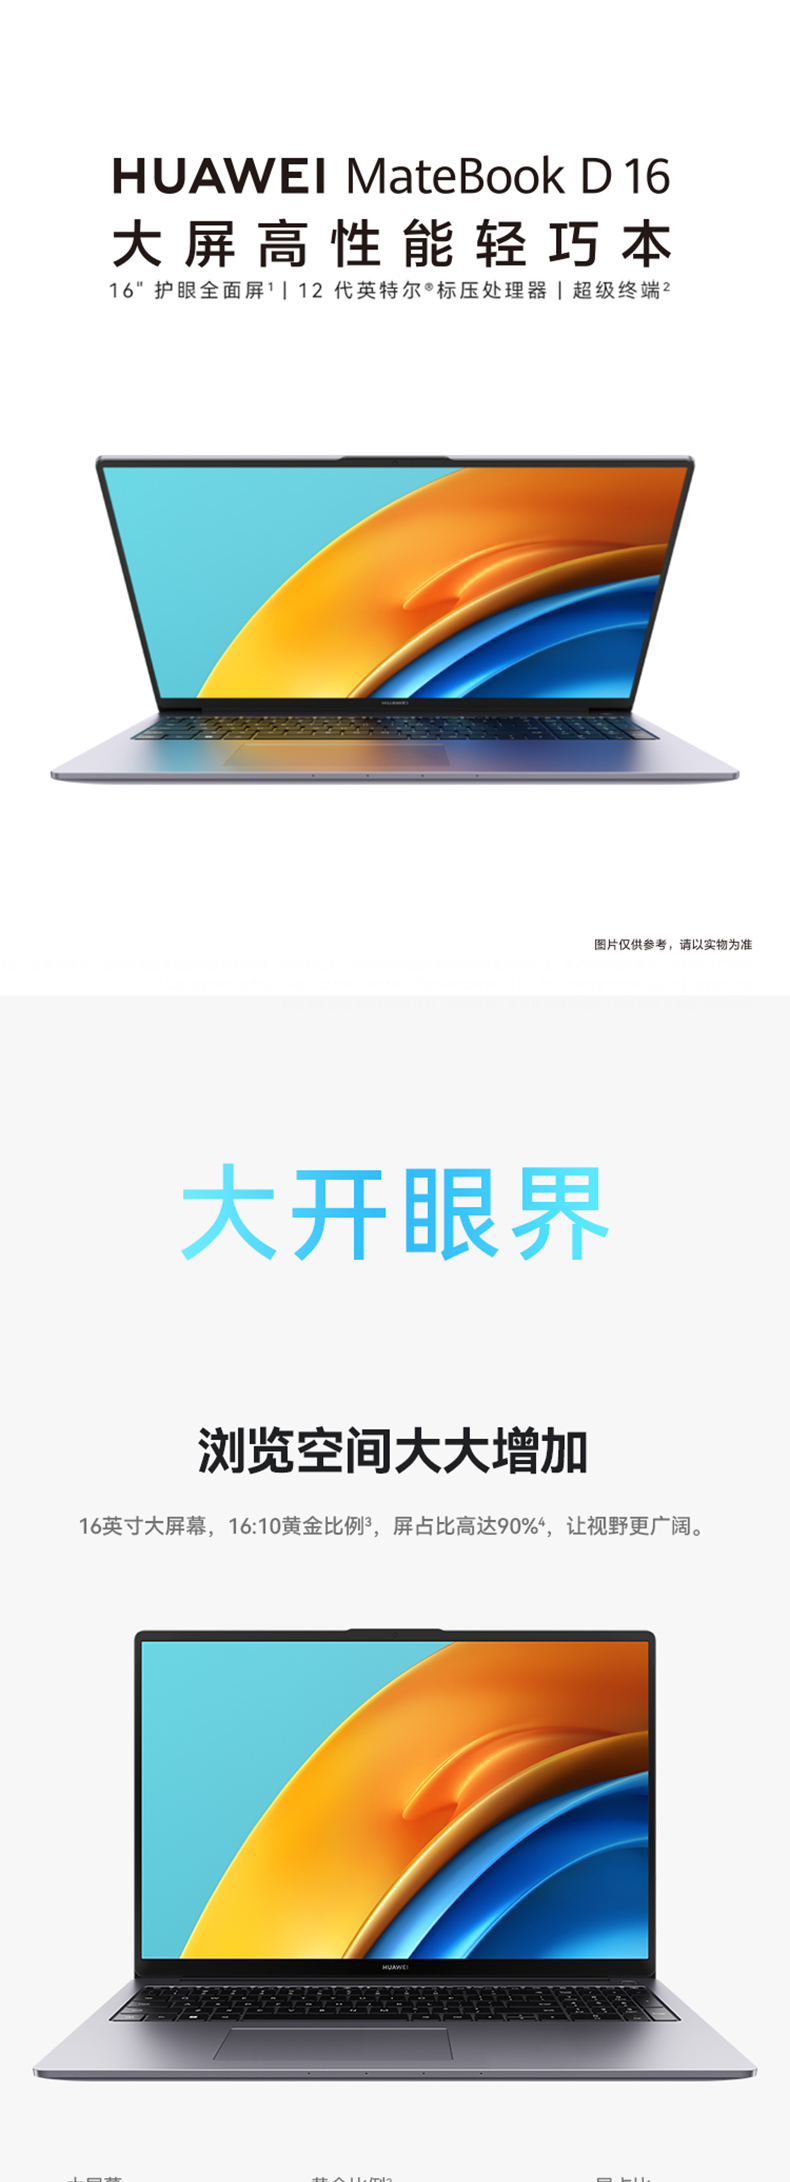 HUAWEI MateBook D 16
大屏高性能轻巧本
16" 护眼全面屏¹ | 12 代英特尔®标压处理器 | 超级终端²
HUAWEI
图片仅供参考，请以实物为准
大开眼界
浏览空间大大增加
16英寸大屏幕，16:10黄金比例³，屏占比高达90%⁴，让视野更广阔。
HUAWEI